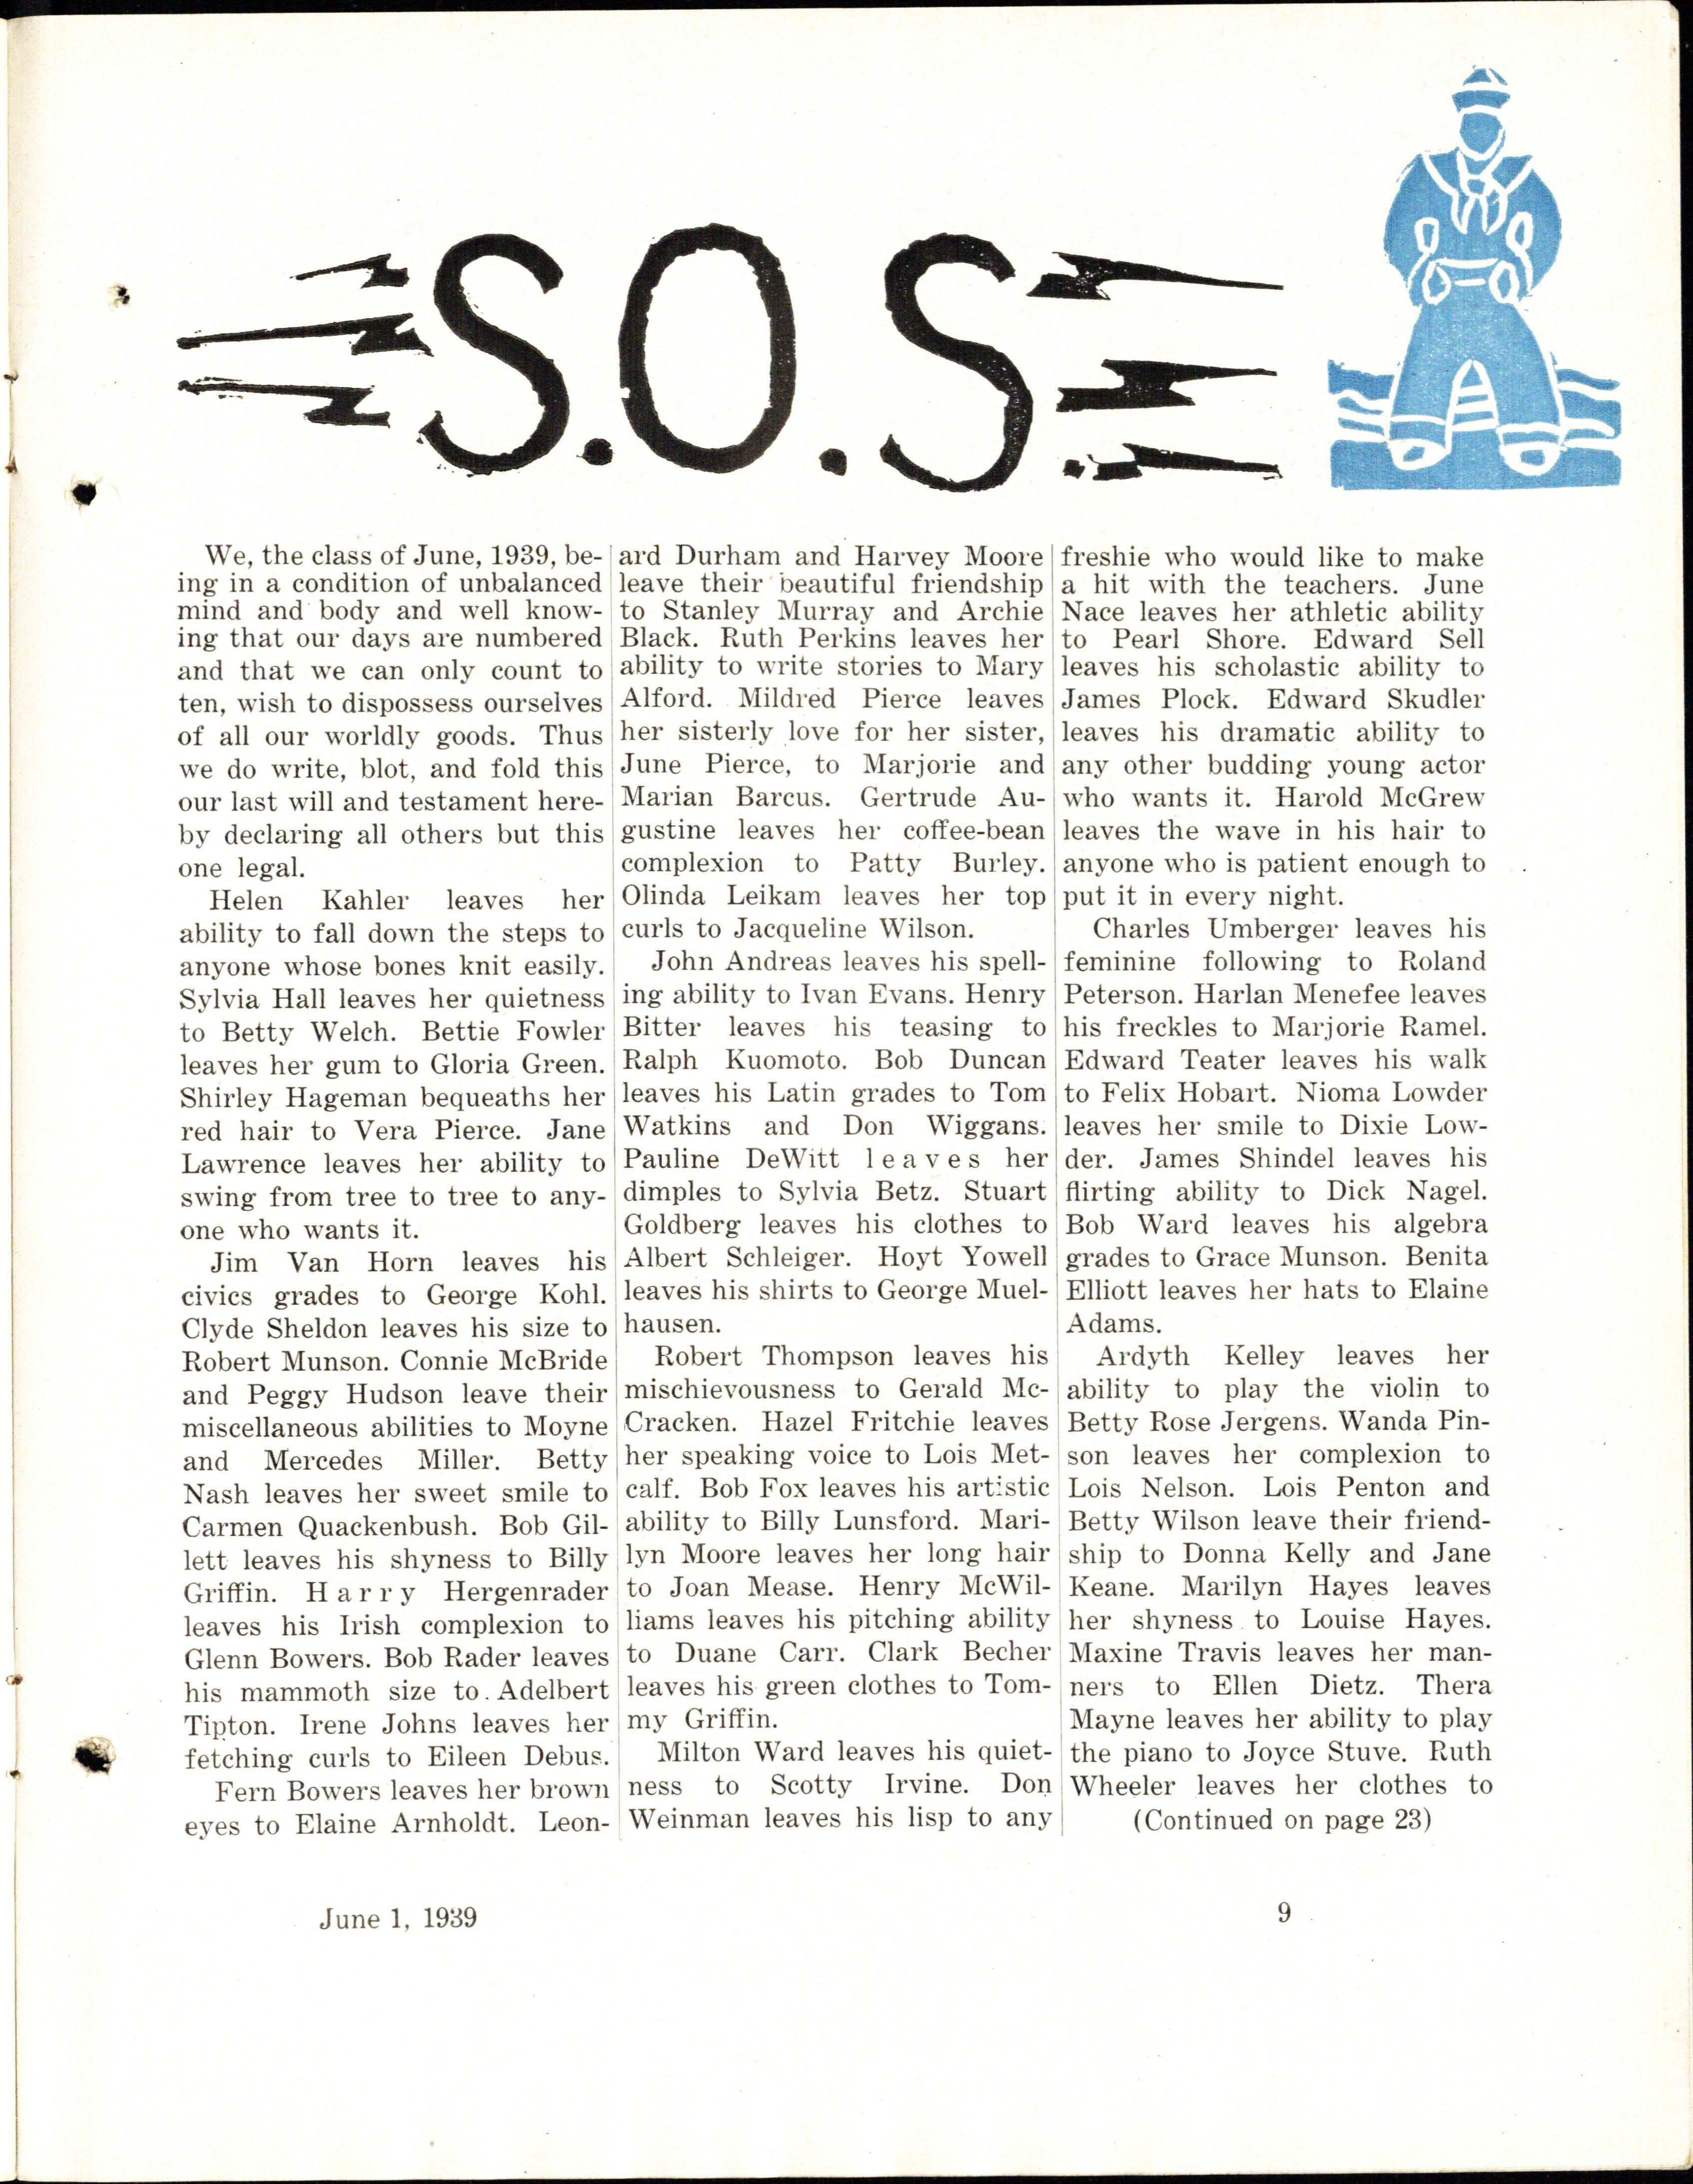 S.O.S.
We, the class of June, 1939, be-
ing in a condition of unbalanced
mind and body and well know-
ing that our days are numbered
and that we can only count to
ten, wish to dispossess ourselves
of all our worldly goods. Thus
we do write, blot, and fold this
our last will and testament here-
by declaring all others but this
one legal.
Helen Kahler leaves her
ability to fall down the steps to
anyone whose bones knit easily.
Sylvia Hall leaves her quietness
to Betty Welch. Bettie Fowler
leaves her gum to Gloria Green.
Shirley Hageman bequeaths her
red hair to Vera Pierce. Jane
Lawrence leaves her ability to
swing from tree to tree to any-
one who wants it.
Jim Van Horn leaves his
civics grades to George Kohl.
Clyde Sheldon leaves his size to
Robert Munson. Connie McBride
and Peggy Hudson leave their
miscellaneous abilities to Moyne
and Mercedes Miller. Betty
Nash leaves her sweet smile to
Carmen Quackenbush. Bob Gil-
lett leaves his shyness to Billy
Griffin. Harry Hergenrader
leaves his Irish complexion to
Glenn Bowers. Bob Rader leaves
his mammoth size to Adelbert
Tipton. Irene Johns leaves her
fetching curls to Eileen Debus.
Fern Bowers leaves her brown
eyes to Elaine Arnholdt. Leon-
ard Durham and Harvey Moore
leave their beautiful friendship
to Stanley Murray and Archie
Black. Ruth Perkins leaves her
ability to write stories to Mary
Alford. Mildred Pierce leaves
her sisterly love for her sister,
June Pierce, to Marjorie and
Marian Barcus. Gertrude Au-
gustine leaves her coffee-bean
complexion to Patty Burley.
Olinda Leikam leaves her top
curls to Jacqueline Wilson.
John Andreas leaves his spell-
ing ability to Ivan Evans. Henry
Bitter leaves his teasing to
Ralph Kuomoto. Bob Duncan
leaves his Latin grades to Tom
Watkins and Don Wiggans.
Pauline DeWitt leaves her
dimples to Sylvia Betz. Stuart
Goldberg leaves his clothes to
Albert Schleiger. Hoyt Yowell
leaves his shirts to George Muel-
hausen.
Robert Thompson leaves his
mischievousness to Gerald Mc-
Cracken. Hazel Fritchie leaves
her speaking voice to Lois Met-
calf. Bob Fox leaves his artistic
ability to Billy Lunsford. Mari-
lyn Moore leaves her long hair
to Joan Mease. Henry McWil-
liams leaves his pitching ability
to Duane Carr. Clark Becher
leaves his green clothes to Tom-
my Griffin.
Milton Ward leaves his quiet-
ness to Scotty Irvine. Don
Weinman leaves his lisp to any
freshie who would like to make
a hit with the teachers. June
Nace leaves her athletic ability
to Pearl Shore. Edward Sell
leaves his scholastic ability to
James Plock. Edward Skudler
leaves his dramatic ability to
any other budding young actor
who wants it. Harold McGrew
leaves the wave in his hair to
anyone who is patient enough to
put it in every night.
Charles Umberger leaves his
feminine following to Roland
Peterson. Harlan Menefee leaves
his freckles to Marjorie Ramel.
Edward Teater leaves his walk
to Felix Hobart. Nioma Lowder
leaves her smile to Dixie Low-
der. James Shindel leaves his
flirting ability to Dick Nagel.
Bob Ward leaves his algebra
grades to Grace Munson. Benita
Elliott leaves her hats to Elaine
Adams.
Ardyth Kelley leaves her
ability to play the violin to
Betty Rose Jergens. Wanda Pin-
son leaves her complexion to
Lois Nelson. Lois Penton and
Betty Wilson leave their friend-
ship to Donna Kelly and Jane
Keane. Marilyn Hayes leaves
her shyness to Louise Hayes.
Maxine Travis leaves her man-
ners to Ellen Dietz. Thera
Mayne leaves her ability to play
the piano to Joyce Stuve. Ruth
Wheeler leaves her clothes to
(Continued on page 23)
June 1, 1939
9